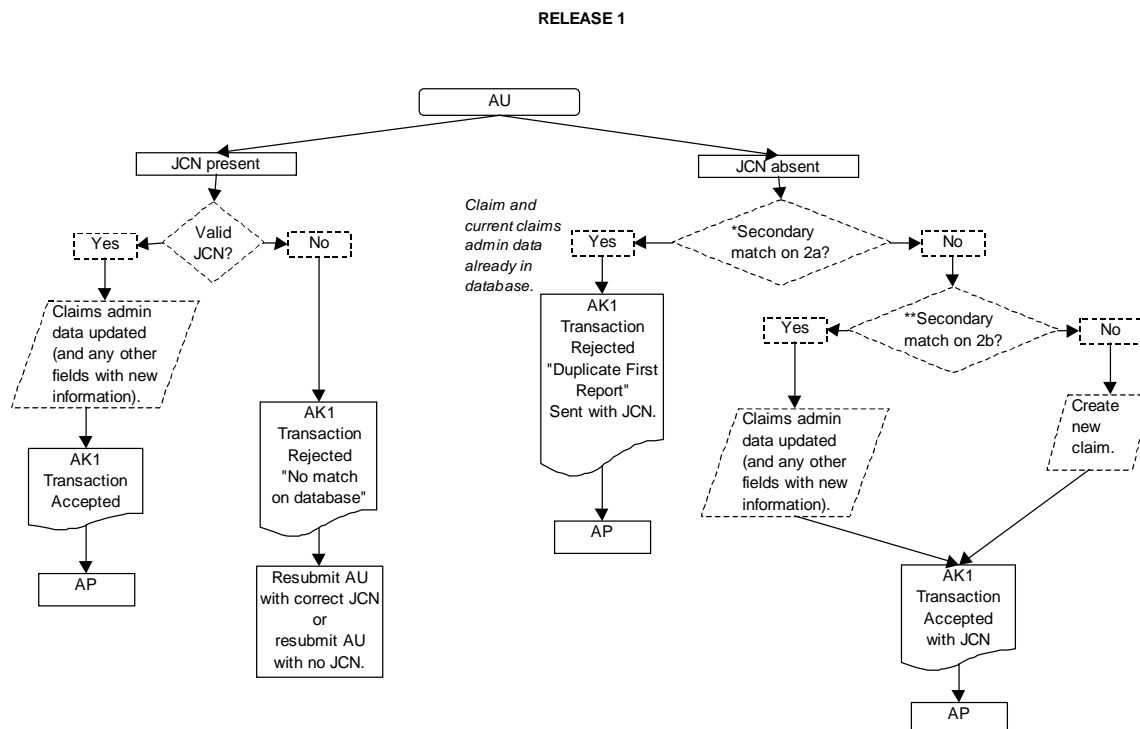 RELEASE 1
AU
JCN present
JCN absent
Valid
JCN?
Yes
No
Claim and
current claims
admin data
already in
database.
*Secondary
match on 2a?
Yes
No
Claims admin
data updated
(and any other
fields with new
information).
AK1
Transaction
Rejected
"Duplicate First
Report"
Sent with JCN.
**Secondary
match on 2b?
Yes
No
AK1
Transaction
Accepted
AK1
Transaction
Rejected
"No match
on database"
Claims admin
data updated
(and any other
fields with new
information).
Create
new
claim.
AP
AP
Resubmit AU
with correct JCN
or
resubmit AU
with no JCN.
AK1
Transaction
Accepted
with JCN
AP